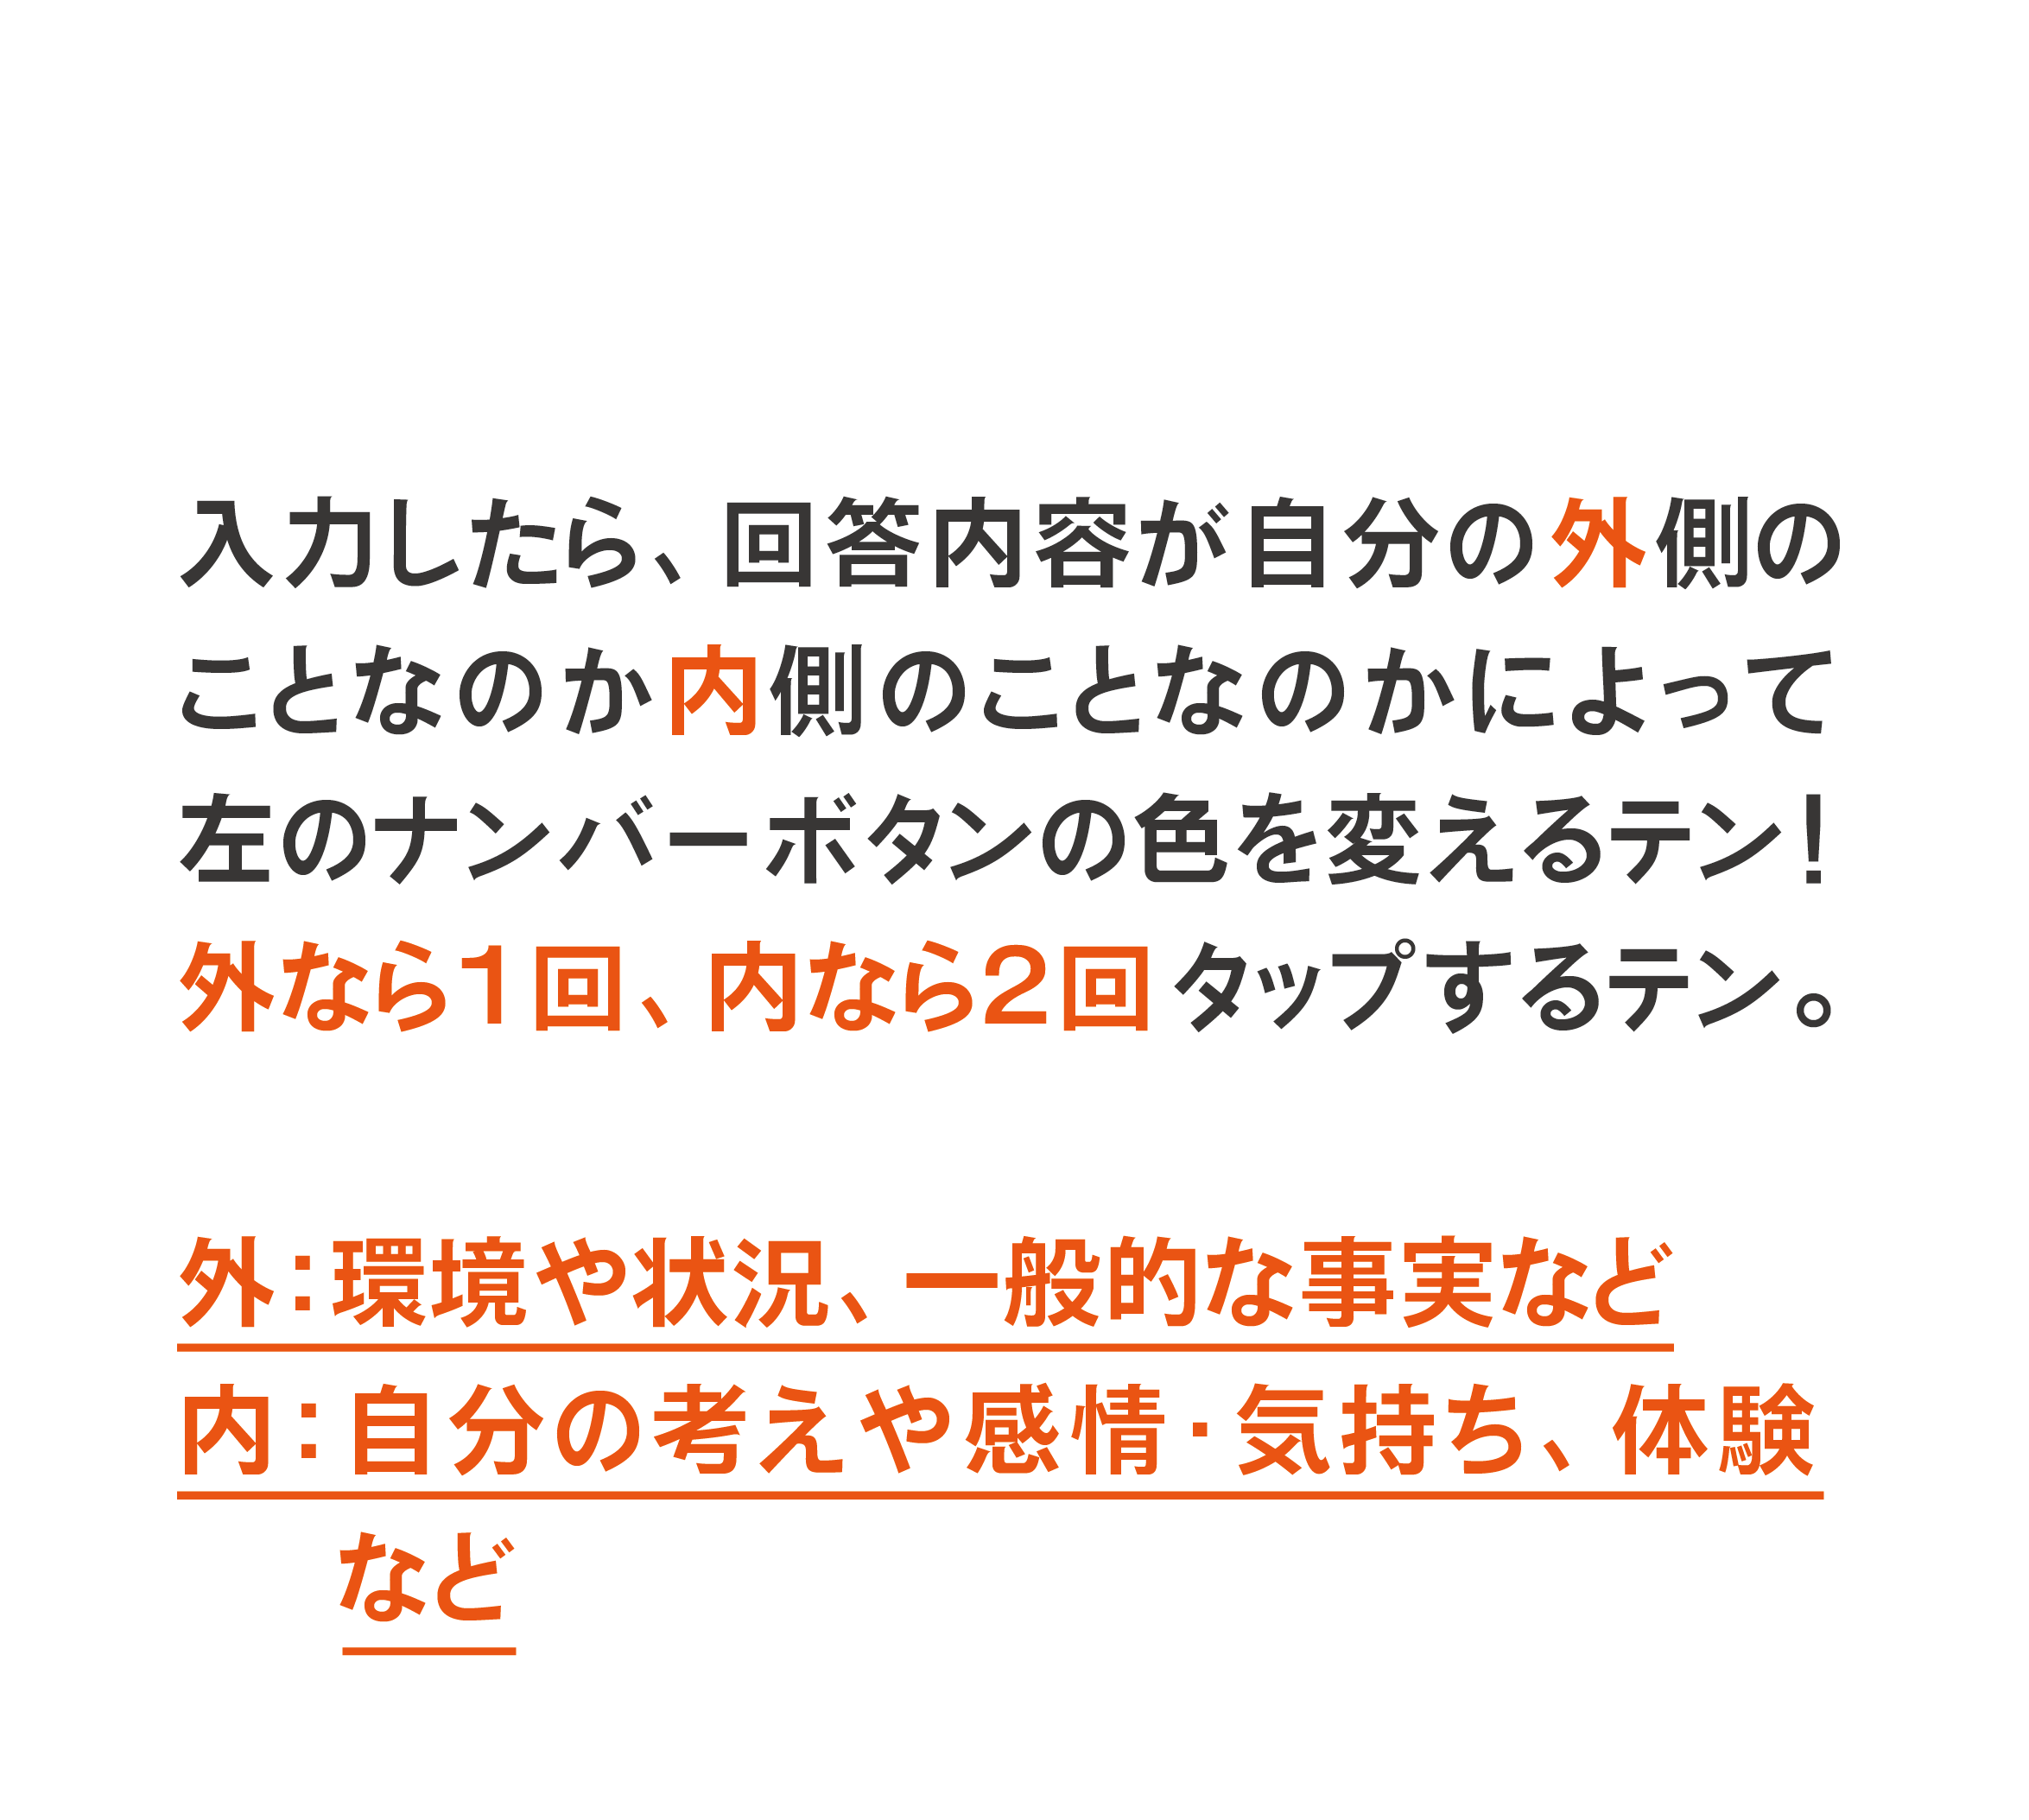 入力したら、回答内容が自分の外側の
ことなのか内側のことなのかによって
左のナンバーボタンの色を変えるテン！
外なら1回、内なら2回タップするテン。
外：環境や状況、一般的な事実など
内：自分の考えや感情・気持ち、体験
など